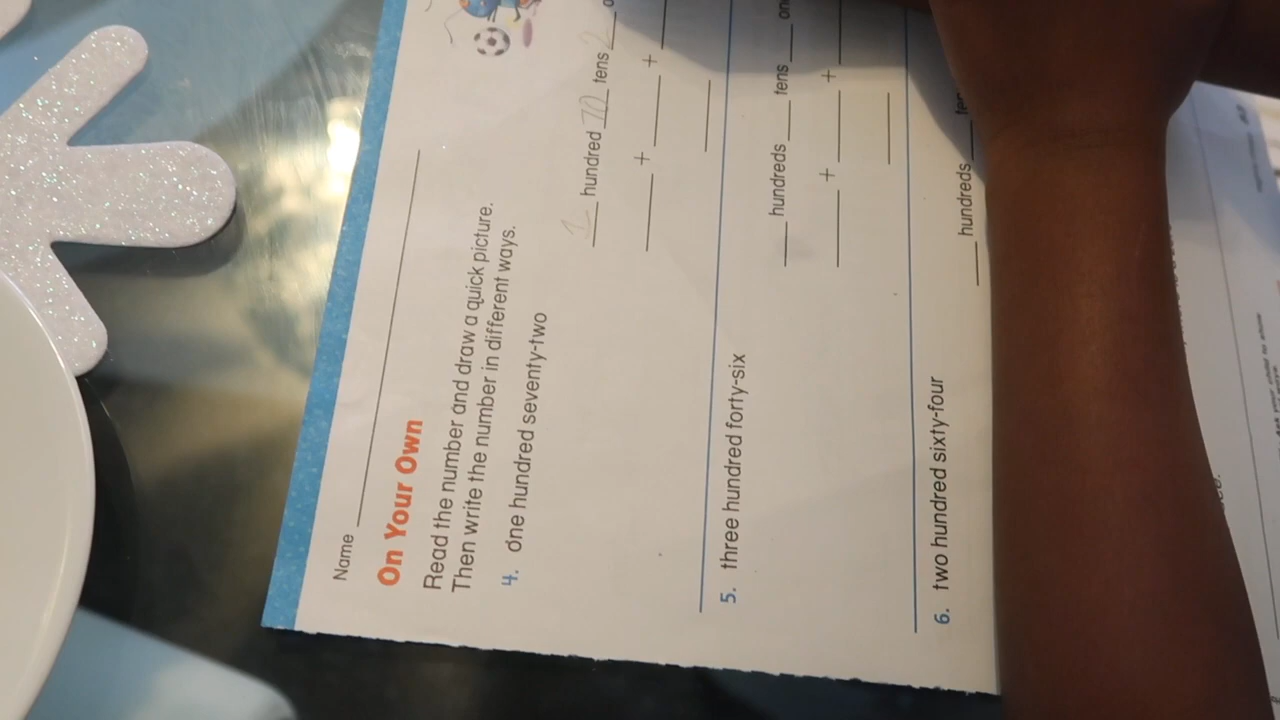 Name
On Your Own
Read the number and draw a quick picture.
Then write the number in different ways.
4. one hundred seventy-two
1 hundred 70 tens 2
+ +
5. three hundred forty-six
hundreds tens
+ +
6. two hundred sixty-four
hundreds